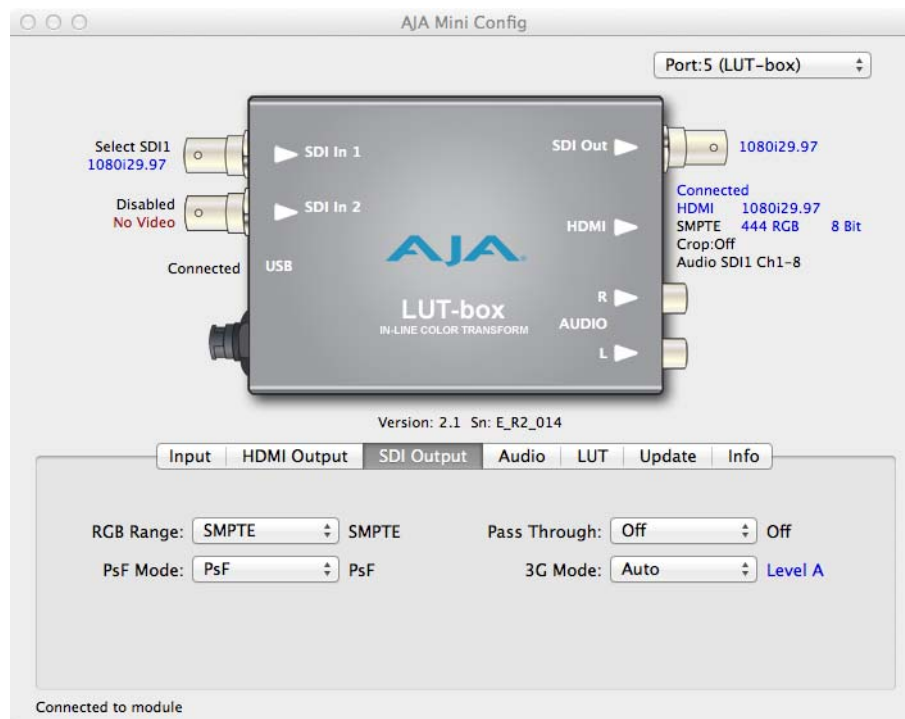 AJA Mini Config
Port:5 (LUT-box)
Select SDI1
1080i29.97
SDI In 1
SDI Out
1080i29.97
Disabled
No Video
SDI In 2
Connected
HDMI 1080i29.97
SMPTE 444 RGB 8 Bit
Crop:Off
Audio SDI1 Ch1-8
HDMI
Connected
USB
AJA
LUT-box
IN-LINE COLOR TRANSFORM
R
AUDIO
L
Version: 2.1 Sn: E_R2_014
Input HDMI Output SDI Output Audio LUT Update Info
RGB Range: SMPTE SMPTE Pass Through: Off Off
PsF Mode: PsF PsF 3G Mode: Auto Level A
Connected to module